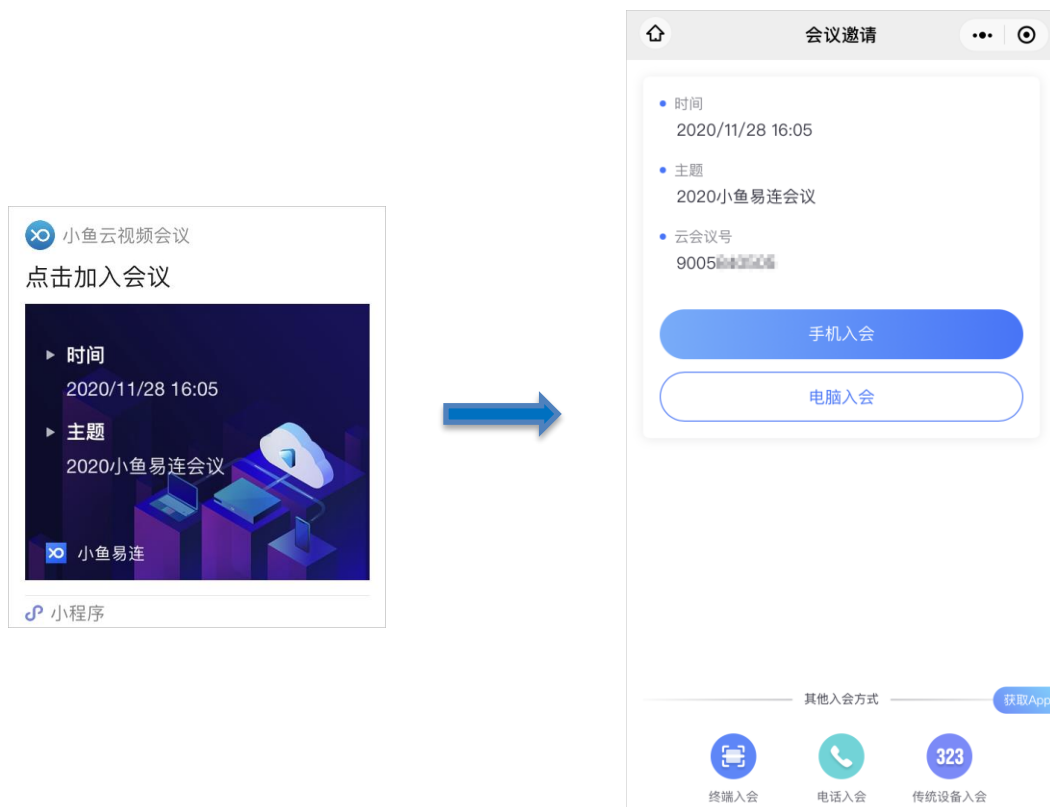 小鱼云视频会议
点击加入会议
时间
2020/11/28 16:05
主题
2020小鱼易连会议
小鱼易连
小程序
会议邀请
时间
2020/11/28 16:05
主题
2020小鱼易连会议
云会议号
9005
手机入会
电脑入会
其他入会方式
获取App
323
终端入会
电话入会
传统设备入会